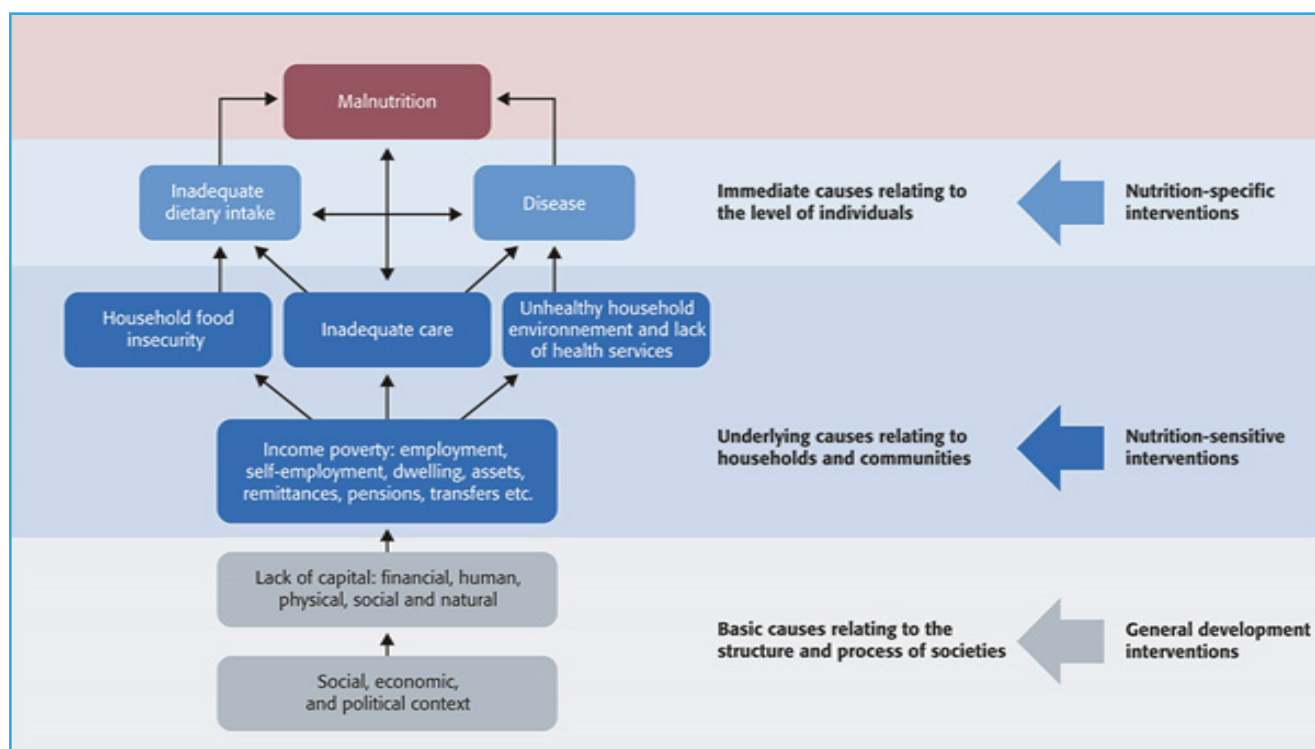 Malnutrition
Inadequate
dietary intake
Disease
Immediate causes relating to
the level of individuals
Nutrition-specific
interventions
Household food
insecurity
Inadequate care
Unhealthy household
environnement and lack
of health services
Income poverty: employment,
self-employment, dwelling, assets,
remittances, pensions, transfers etc.
Underlying causes relating to
households and communities
Nutrition-sensitive
interventions
Lack of capital: financial, human,
physical, social and natural
Basic causes relating to the
structure and process of societies
General development
interventions
Social, economic,
and political context